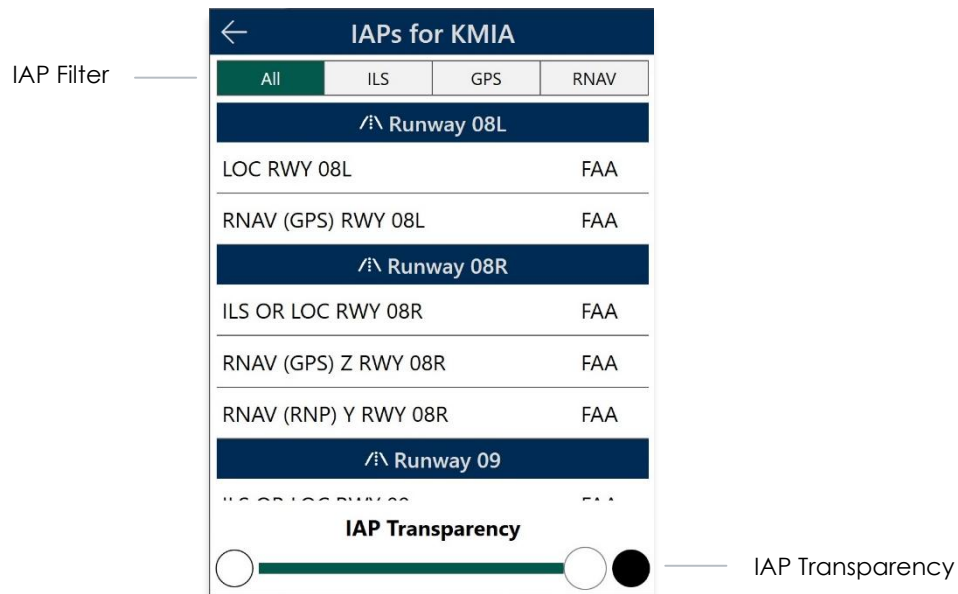 IAPs for KMIA
IAP Filter
All ILS GPS RNAV
Runway 08L
LOC RWY 08L FAA
RNAV (GPS) RWY 08L FAA
Runway 08R
ILS OR LOC RWY 08R FAA
RNAV (GPS) Z RWY 08R FAA
RNAV (RNP) Y RWY 08R FAA
Runway 09
IAP Transparency
IAP Transparency